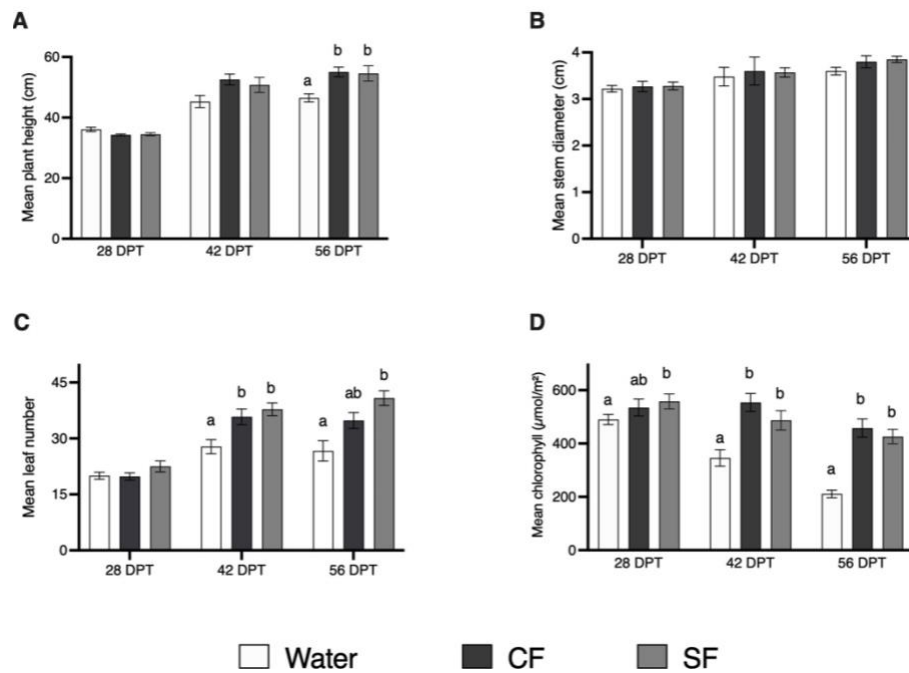 A
Mean plant height (cm)
60
40
20
0
a
b
b
28 DPT
42 DPT
56 DPT
B
Mean stem diameter (cm)
4
3
2
1
0
28 DPT
42 DPT
56 DPT
C
Mean leaf number
45
30
15
0
a
b
b
a
ab
b
28 DPT
42 DPT
56 DPT
D
Mean chlorophyll (µmol/m²)
600
400
200
0
a
ab
b
a
b
b
a
b
b
28 DPT
42 DPT
56 DPT
Water
CF
SF